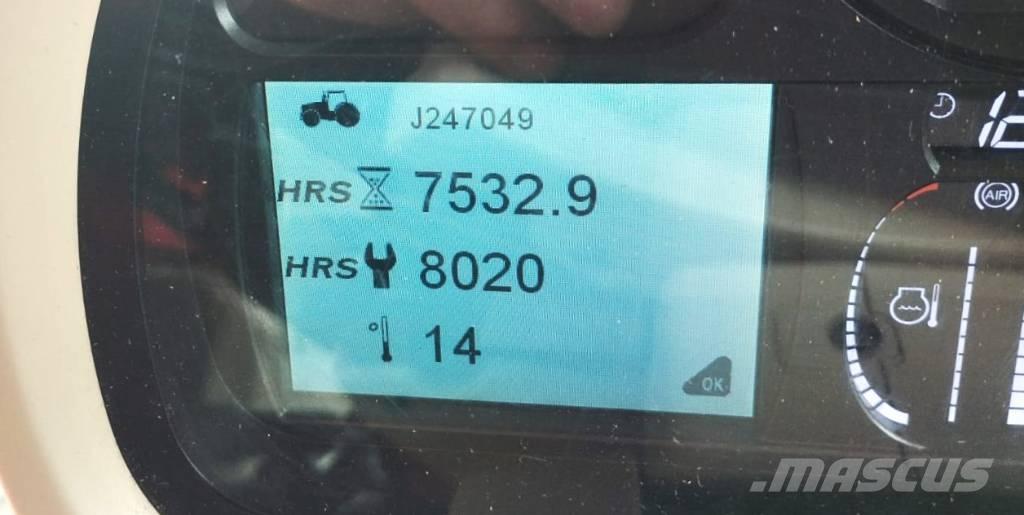 J247049
HRS 7532.9
HRS 8020
° 14
OK
AIR
MASCUS